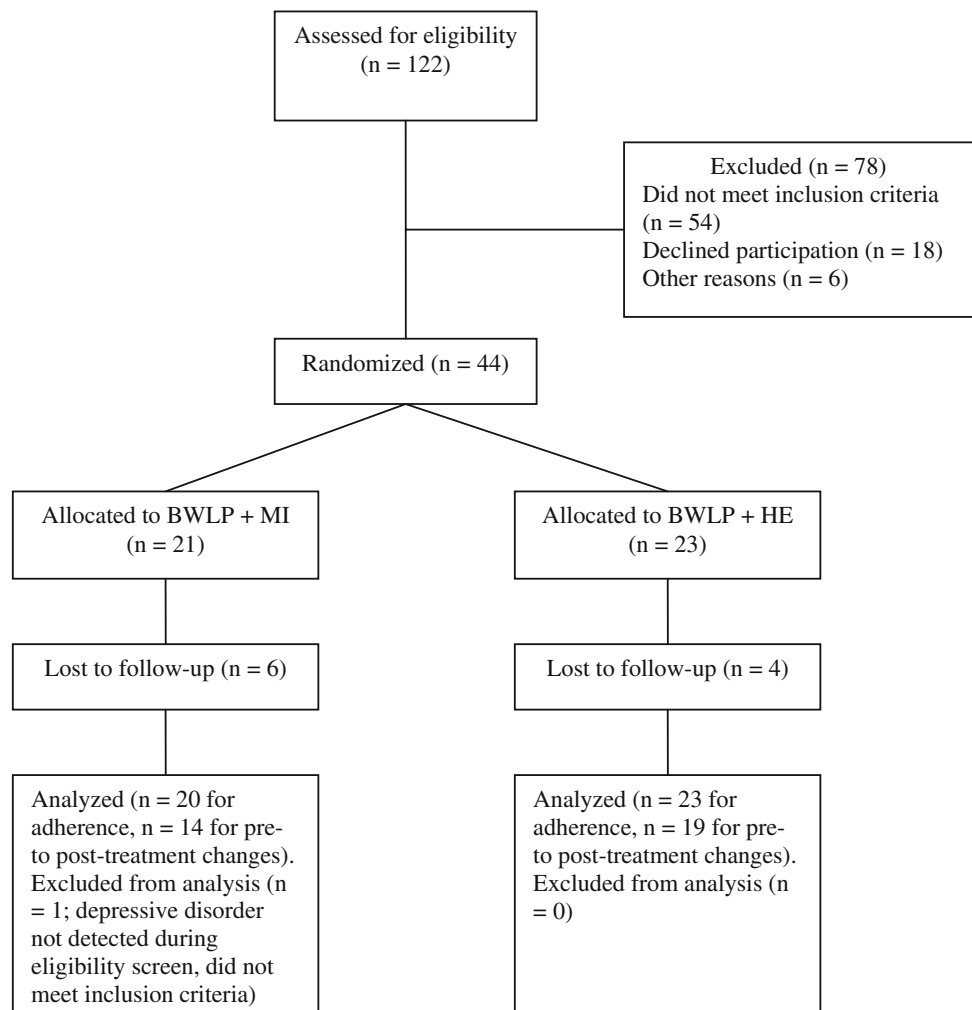 Assessed for eligibility
(n = 122)
Excluded (n = 78)
Did not meet inclusion criteria
(n = 54)
Declined participation (n = 18)
Other reasons (n = 6)
Randomized (n = 44)
Allocated to BWLP + MI
(n = 21)
Allocated to BWLP + HE
(n = 23)
Lost to follow-up (n = 6)
Lost to follow-up (n = 4)
Analyzed (n = 20 for
adherence, n = 14 for pre-
to post-treatment changes).
Excluded from analysis (n
= 1; depressive disorder
not detected during
eligibility screen, did not
meet inclusion criteria)
Analyzed (n = 23 for
adherence, n = 19 for pre-
to post-treatment changes).
Excluded from analysis (n
= 0)